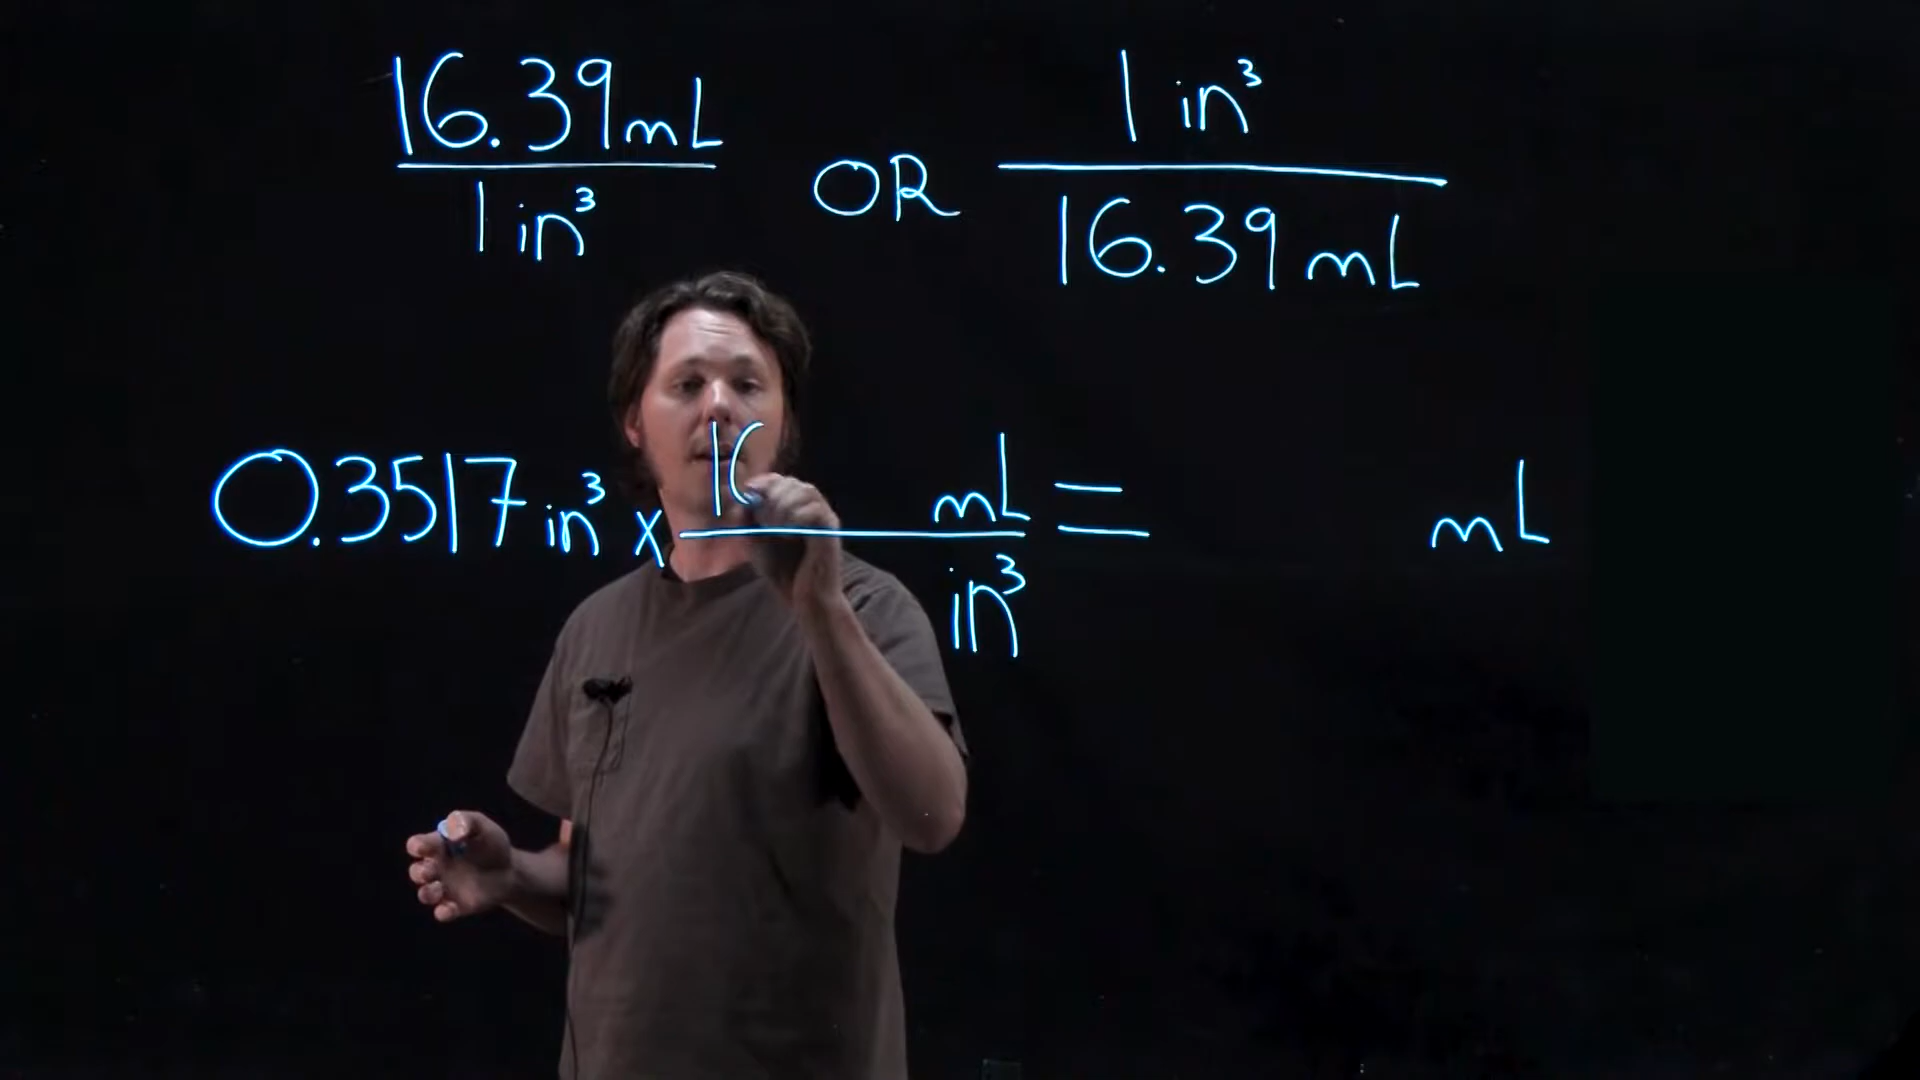 16.39 mL
1 in³
OR
1 in³
16.39 mL
0.3517 in³ x 16 mL =
in³
mL